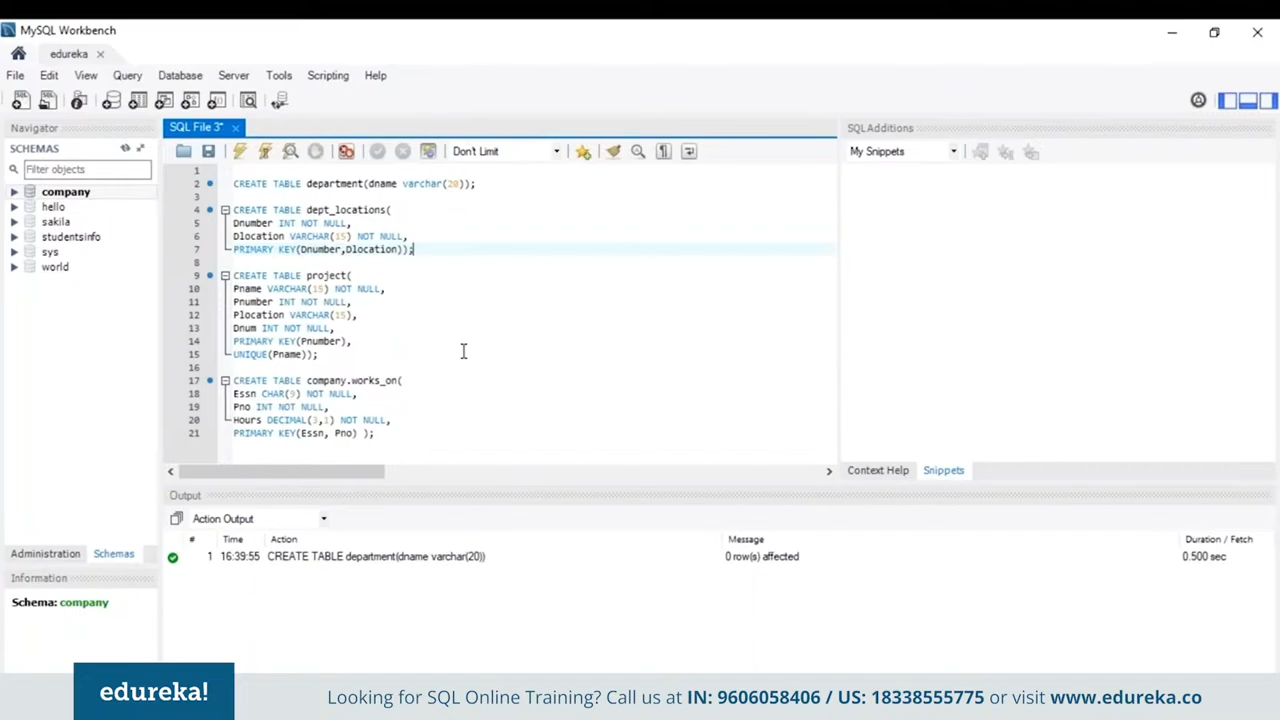 MySQL Workbench
edureka
File Edit View Query Database Server Tools Scripting Help
Navigator
SCHEMAS
Filter objects
company
hello
sakila
studentsinfo
sys
world
Administration Schemas
Information
Schema: company
SQL File 3*
Don't Limit
1
2 CREATE TABLE department(dname varchar(20));
3
4 CREATE TABLE dept_locations(
5 Dnumber INT NOT NULL,
6 Dlocation VARCHAR(15) NOT NULL,
7 PRIMARY KEY(Dnumber,Dlocation));
8
9 CREATE TABLE project(
10 Pname VARCHAR(15) NOT NULL,
11 Pnumber INT NOT NULL,
12 Plocation VARCHAR(15),
13 Dnum INT NOT NULL,
14 PRIMARY KEY(Pnumber),
15 UNIQUE(Pname));
16
17 CREATE TABLE company.works_on(
18 Essn CHAR(9) NOT NULL,
19 Pno INT NOT NULL,
20 Hours DECIMAL(3,1) NOT NULL,
21 PRIMARY KEY(Essn, Pno) );
SQL Additions
My Snippets
Context Help Snippets
Output
Action Output
# Time Action Message Duration / Fetch
1 16:39:55 CREATE TABLE department(dname varchar(20)) 0 row(s) affected 0.500 sec
edureka!
Looking for SQL Online Training? Call us at IN: 9606058406 / US: 18338555775 or visit www.edureka.co